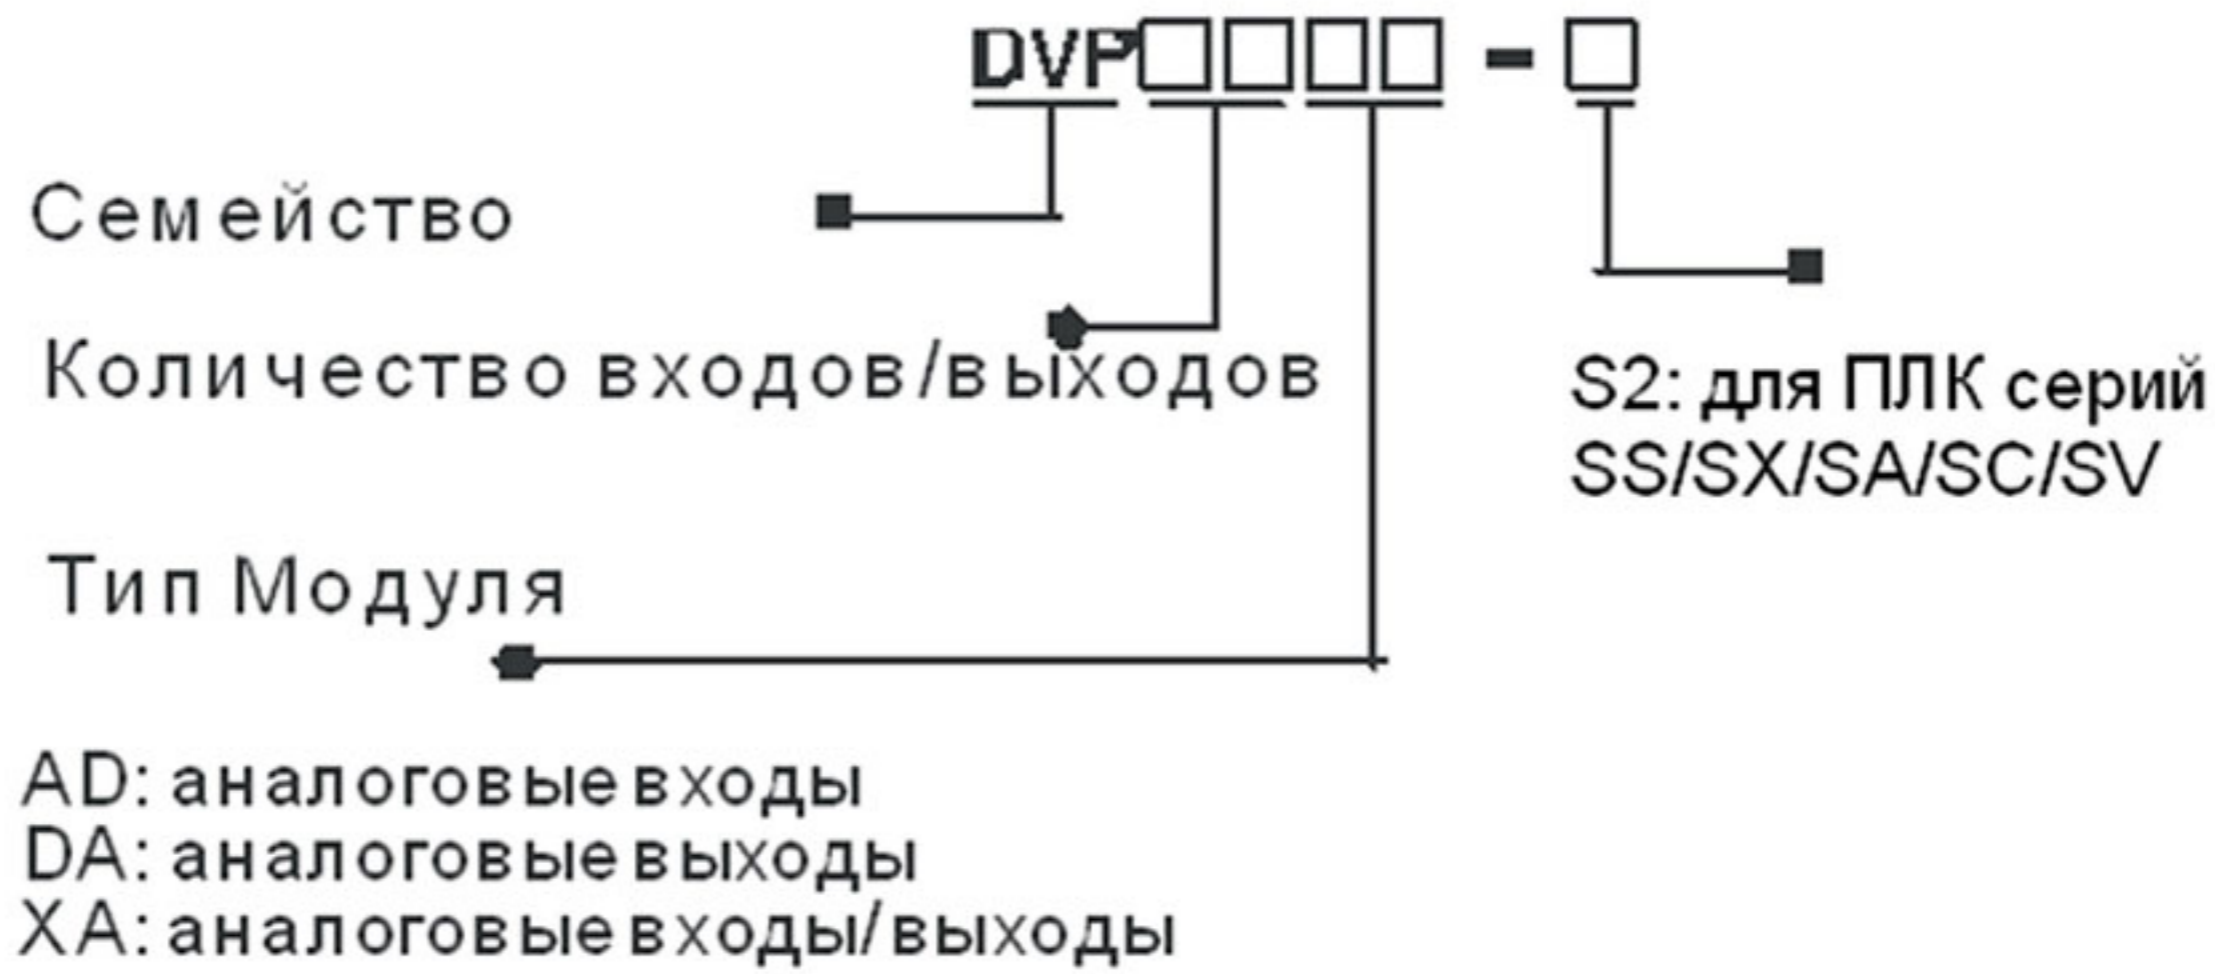 DVP□□□□ - □
Семейство
Количество входов/выходов
S2: для ПЛК серий
SS/SX/SA/SC/SV
Тип Модуля
AD: аналоговые входы
DA: аналоговые выходы
XA: аналоговые входы/выходы